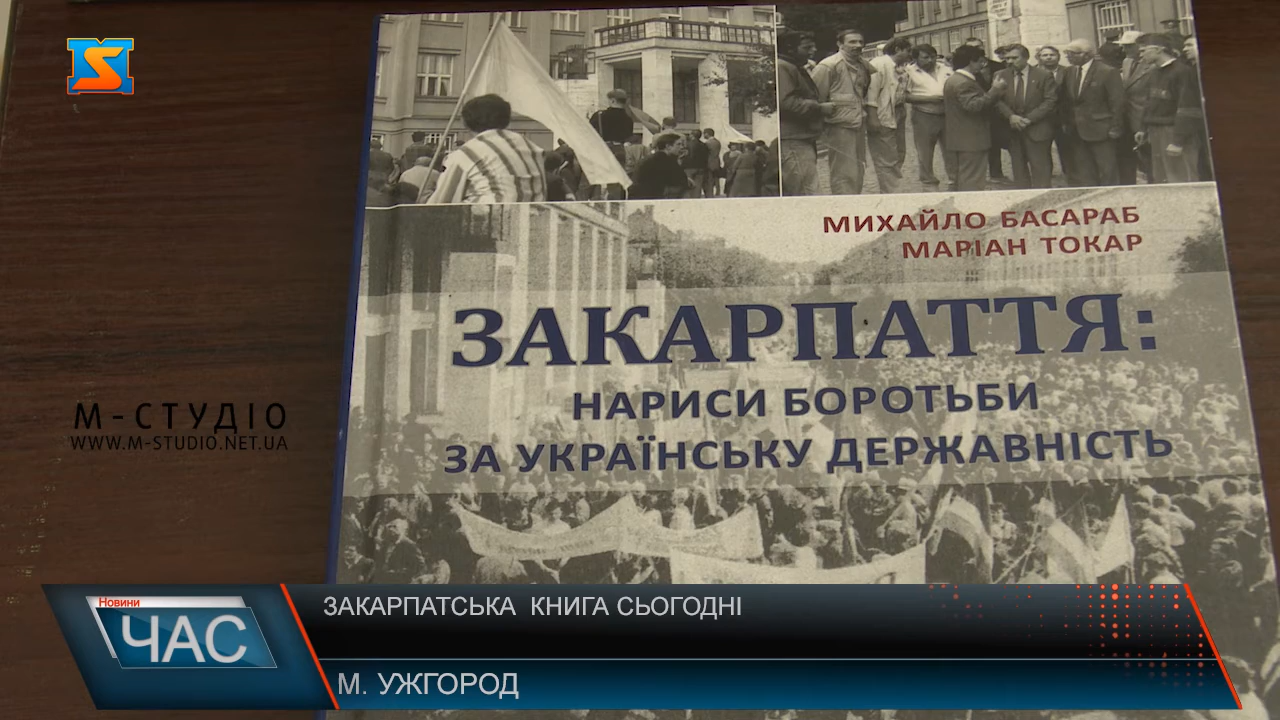 МИХАЙЛО БАСАРАБ
МАРІАН ТОКАР
ЗАКАРПАТТЯ:
НАРИСИ БОРОТЬБИ
ЗА УКРАЇНСЬКУ ДЕРЖАВНІСТЬ
М-СТУДІО
WWW.M-STUDIO.NET.UA
Новини
ЧАС
ЗАКАРПАТСЬКА КНИГА СЬОГОДНІ
М. УЖГОРОД